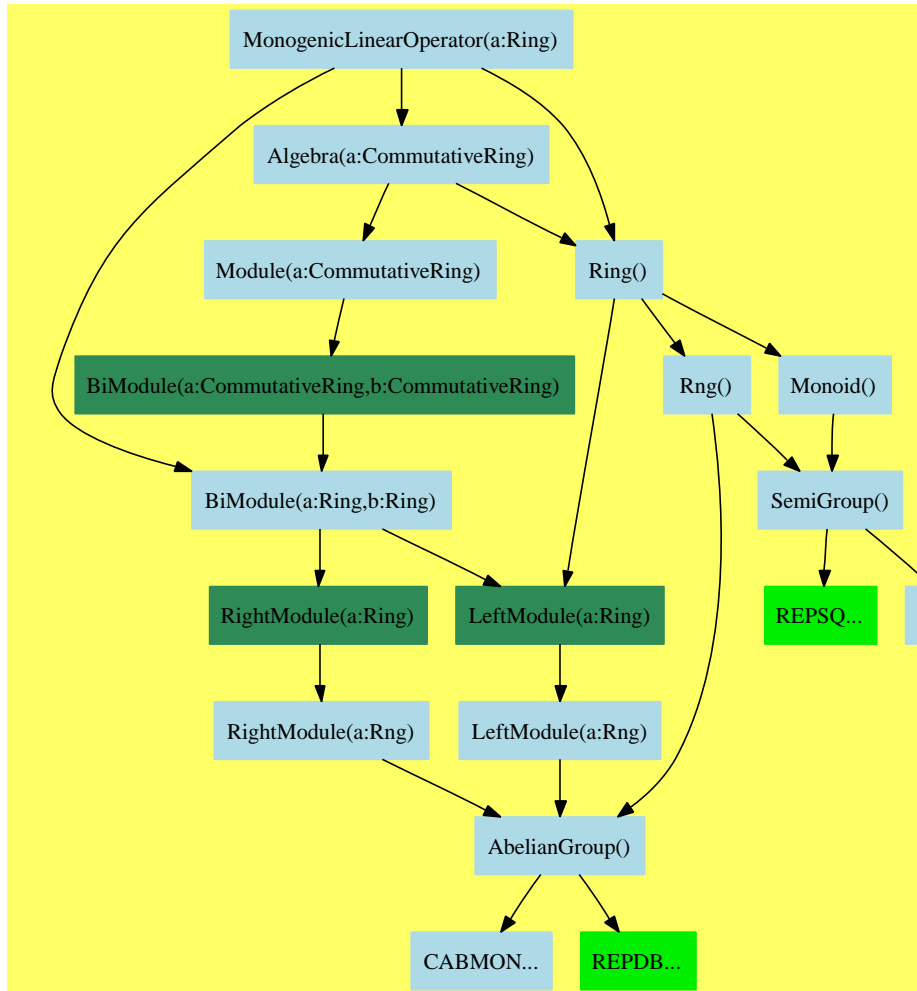 MonogenicLinearOperator(a:Ring)
Algebra(a:CommutativeRing)
Module(a:CommutativeRing)
Ring()
BiModule(a:CommutativeRing,b:CommutativeRing)
Rng()
Monoid()
BiModule(a:Ring,b:Ring)
SemiGroup()
RightModule(a:Ring)
LeftModule(a:Ring)
REPSQ...
RightModule(a:Rng)
LeftModule(a:Rng)
AbelianGroup()
CABMON...
REPDB...